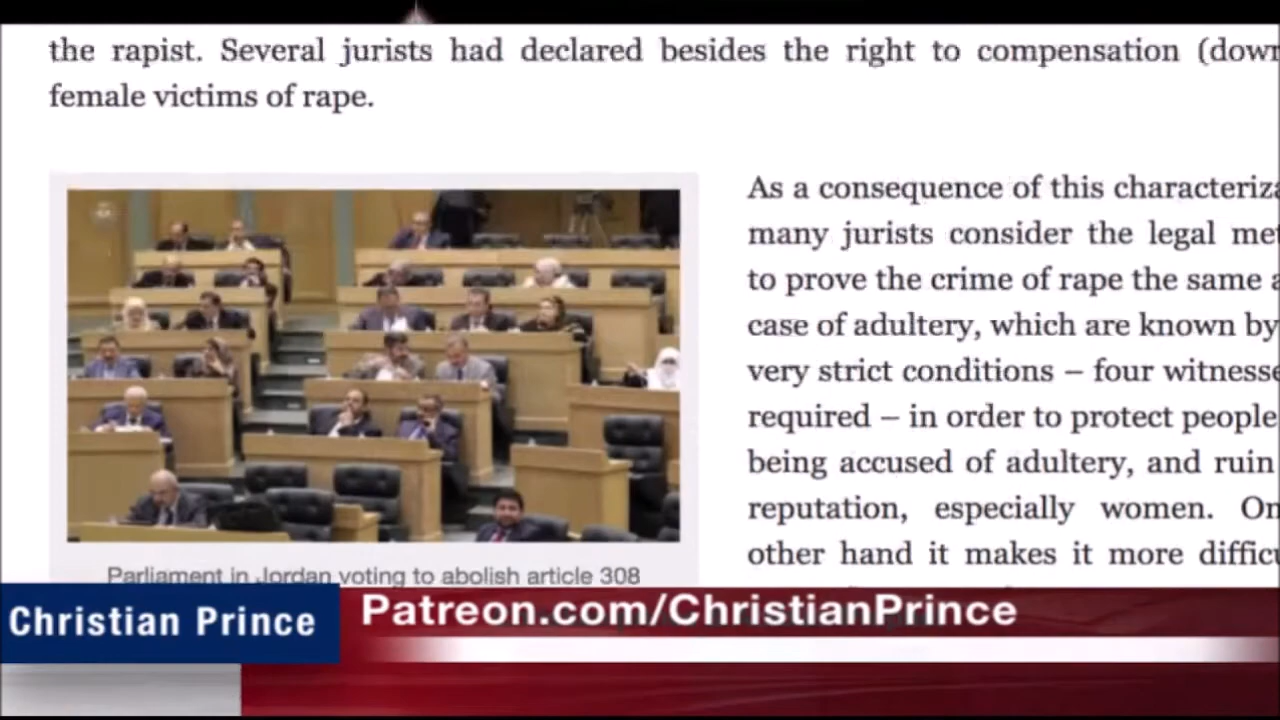 the rapist. Several jurists had declared besides the right to compensation (down
female victims of rape.
As a consequence of this characteriza
many jurists consider the legal met
to prove the crime of rape the same a
case of adultery, which are known by
very strict conditions – four witnesse
required – in order to protect people
being accused of adultery, and ruin
reputation, especially women. On
other hand it makes it more difficu
Parliament in Jordan voting to abolish article 308
Christian Prince
Patreon.com/ChristianPrince